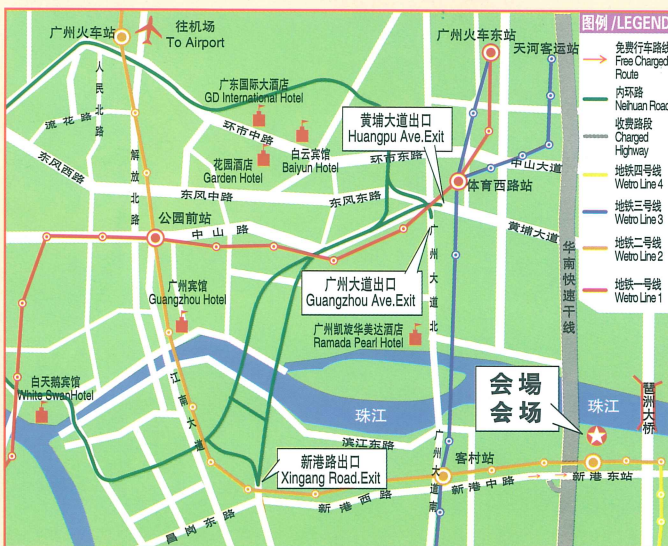 图例 /LEGEND
免费行车路线
Free Charged
Route
内环路
Neihuan Road
收费路段
Charged
Highway
地铁四号线
Wetro Line 4
地铁三号线
Wetro Line 3
地铁二号线
Wetro Line 2
地铁一号线
Wetro Line1
广州火车站
往机场
To Airport
广州火车东站
天河客运站
人民北路
流花路
广东国际大酒店
GD International Hotel
环市中路
花园酒店
Garden Hotel
白云宾馆
Baiyun Hotel
黄埔大道出口
Huangpu Ave.Exit
环市东路
中山大道
东风西路
解放北路
东风中路
东风东路
体育西路站
公园前站
中山路
黄埔大道
广州大道北
华南快速干线
广州大道出口
Guangzhou Ave.Exit
广州宾馆
Guangzhou Hotel
广州凯旋华美达酒店
Ramada Pearl Hotel
白天鹅宾馆
White SwanHotel
江南大道
珠江
会場
会场
珠江
琶洲大桥
滨江东路
新港路出口
Xingang Road.Exit
广州大道南
客村站
新港西路
新港中路
新港东站
昌岗东路